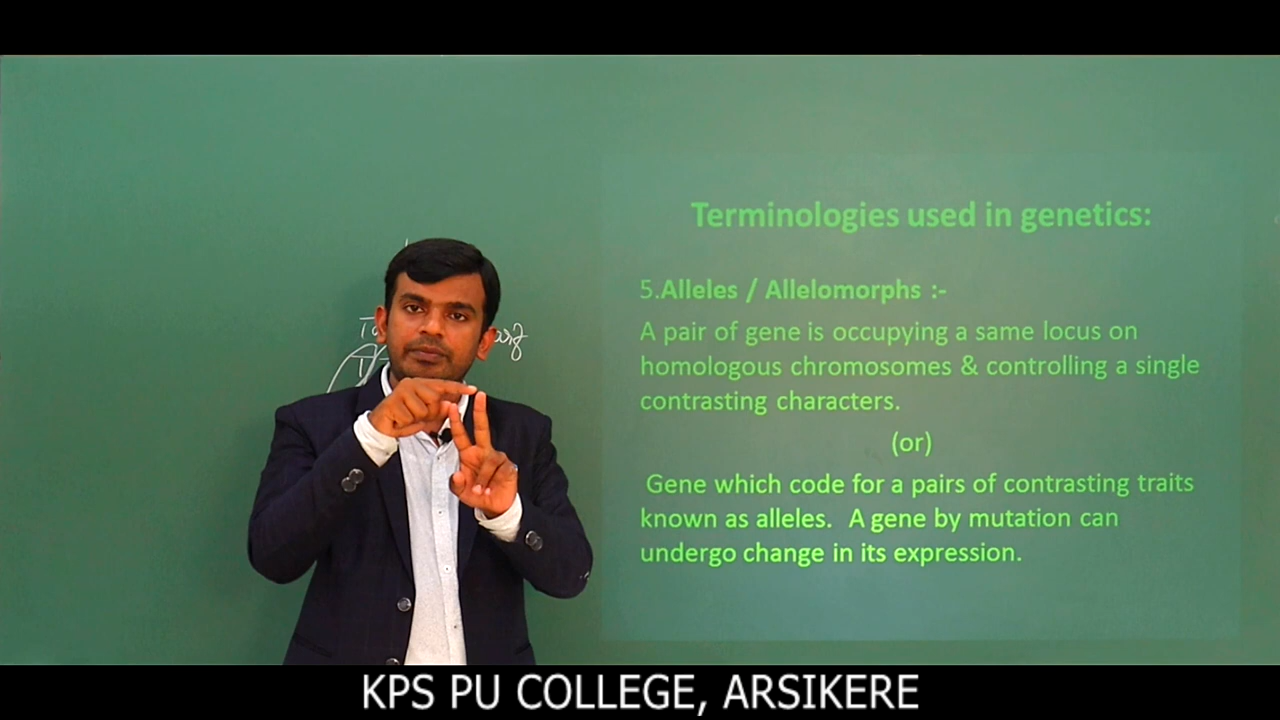 Terminologies used in genetics:
5.Alleles / Allelomorphs :-
A pair of gene is occupying a same locus on
homologous chromosomes & controlling a single
contrasting characters.
(or)
Gene which code for a pairs of contrasting traits
known as alleles. A gene by mutation can
undergo change in its expression.
KPS PU COLLEGE, ARSIKERE